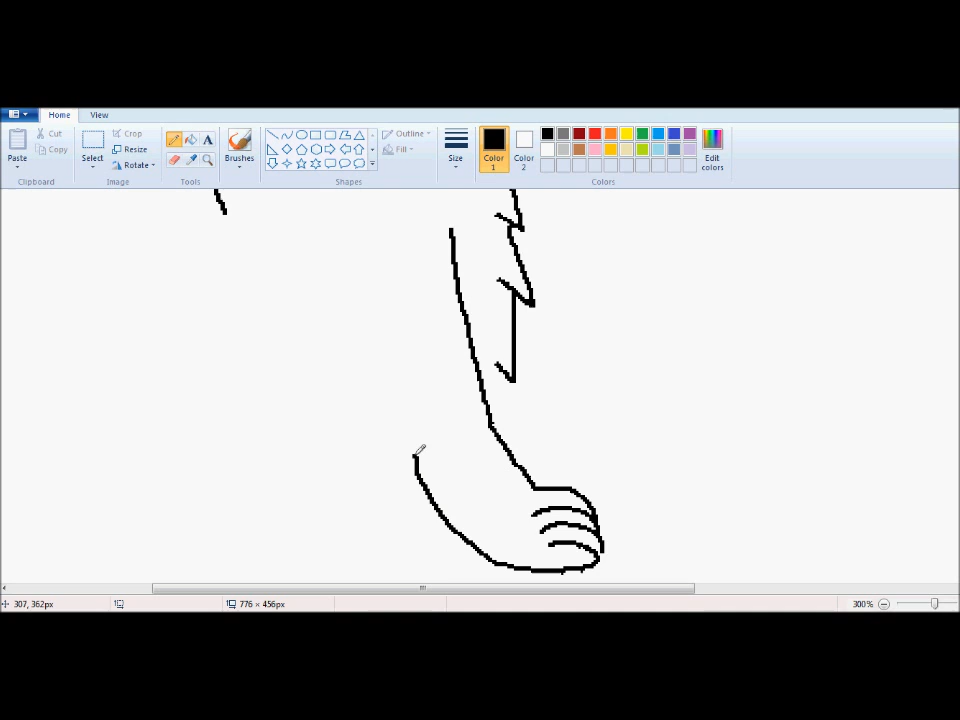 Home View
Paste
Cut
Copy
Clipboard
Select
Crop
Resize
Rotate
Image
A
Tools
Brushes
Outline
Fill
Shapes
Size
Color 1
Color 2
Edit colors
Colors
307, 362px
776 × 456px
300%